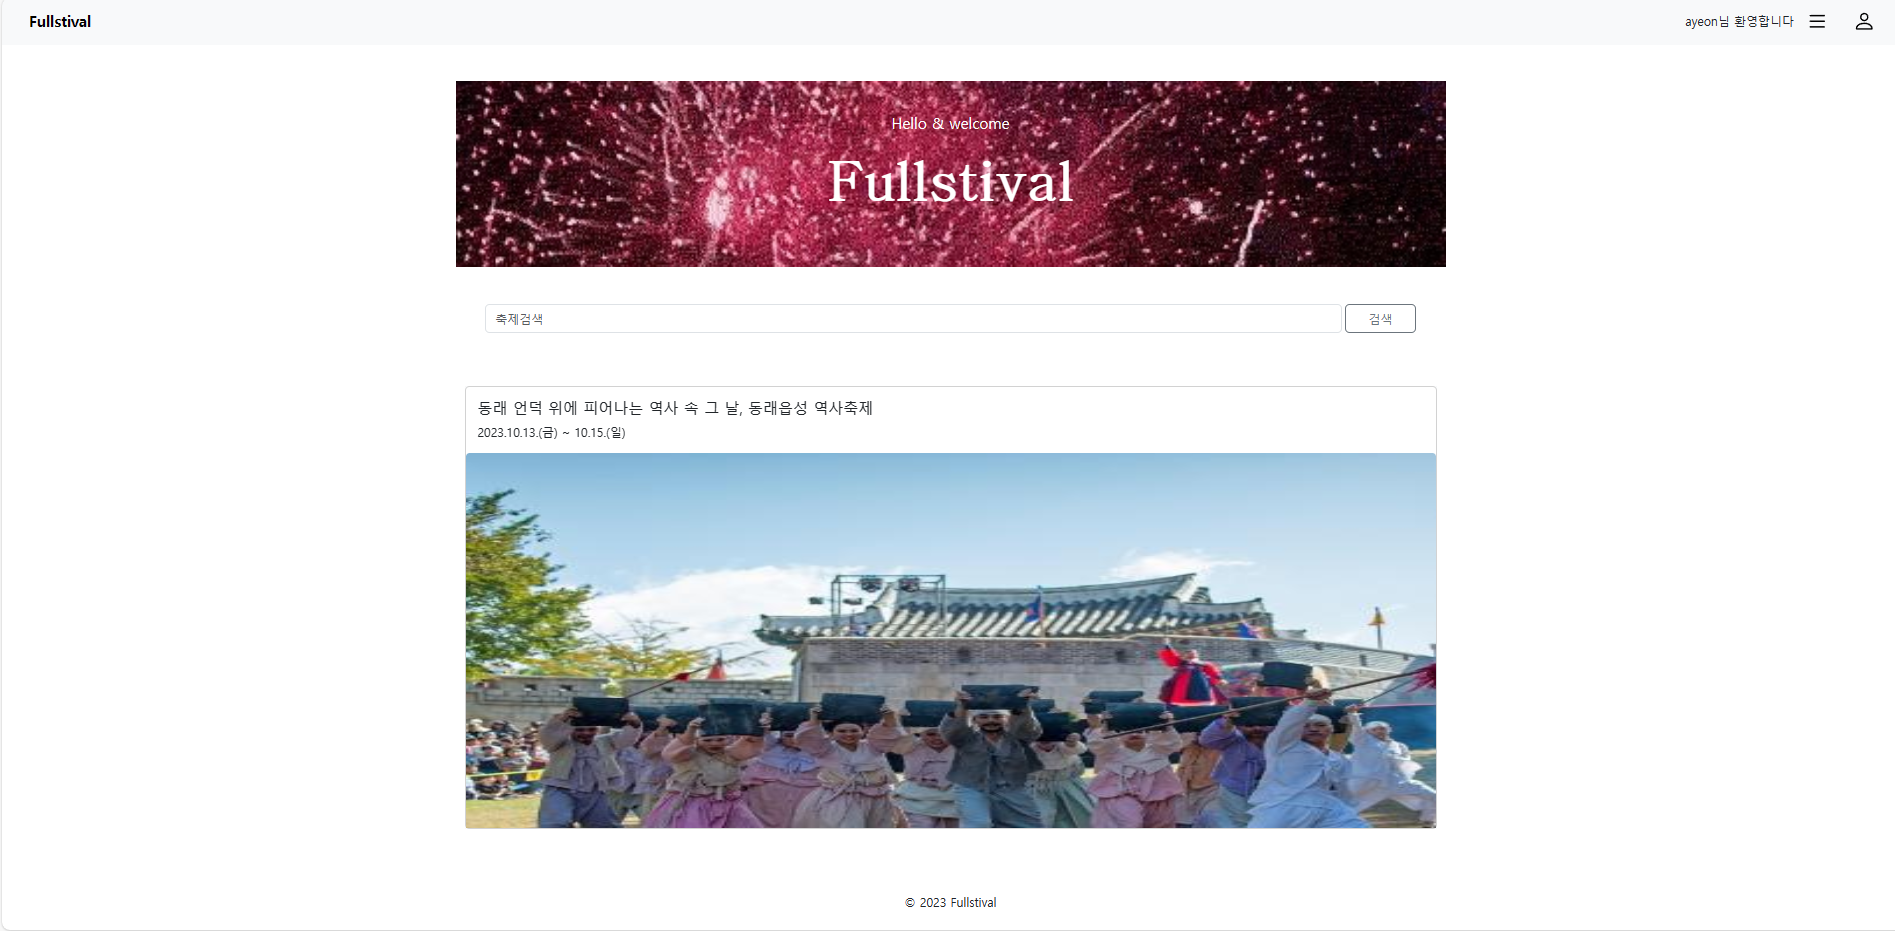 Fullstival
ayeon님 환영합니다
Hello & welcome
Fullstival
축제검색
검색
동래 언덕 위에 피어나는 역사 속 그 날, 동래읍성 역사축제
2023.10.13.(금) ~ 10.15.(일)
© 2023 Fullstival